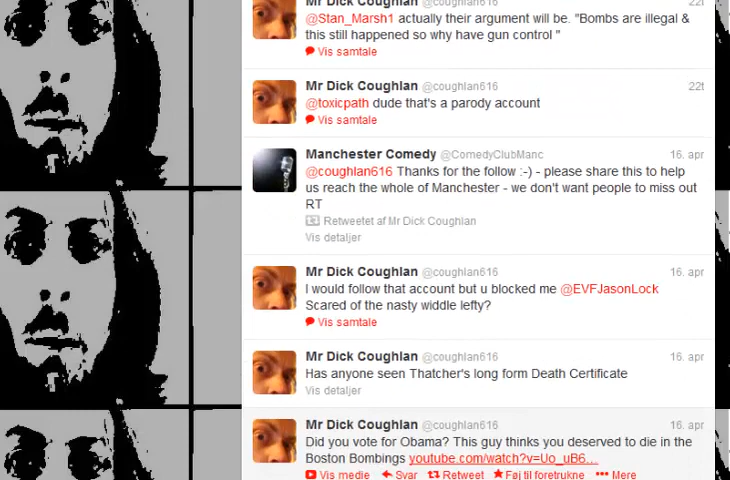 Mr Dick Coughlan @coughlan616 22t
@Stan_Marsh1 actually their argument will be. "Bombs are illegal &
this still happened so why have gun control "
Vis samtale
Mr Dick Coughlan @coughlan616 22t
@toxicpath dude that's a parody account
Vis samtale
Manchester Comedy @ComedyClubManc 16. apr
@coughlan616 Thanks for the follow :-) - please share this to help
us reach the whole of Manchester - we don't want people to miss out
RT
Retweetet af Mr Dick Coughlan
Vis detaljer
Mr Dick Coughlan @coughlan616 16. apr
I would follow that account but u blocked me @EVFJasonLock
Scared of the nasty widdle lefty?
Vis samtale
Mr Dick Coughlan @coughlan616 16. apr
Has anyone seen Thatcher's long form Death Certificate
Vis detaljer
Mr Dick Coughlan @coughlan616 16. apr
Did you vote for Obama? This guy thinks you deserved to die in the
Boston Bombings youtube.com/watch?v=Uo_uB6...
Vis medie Svar Retweet Føj til foretrukne ••• Mere